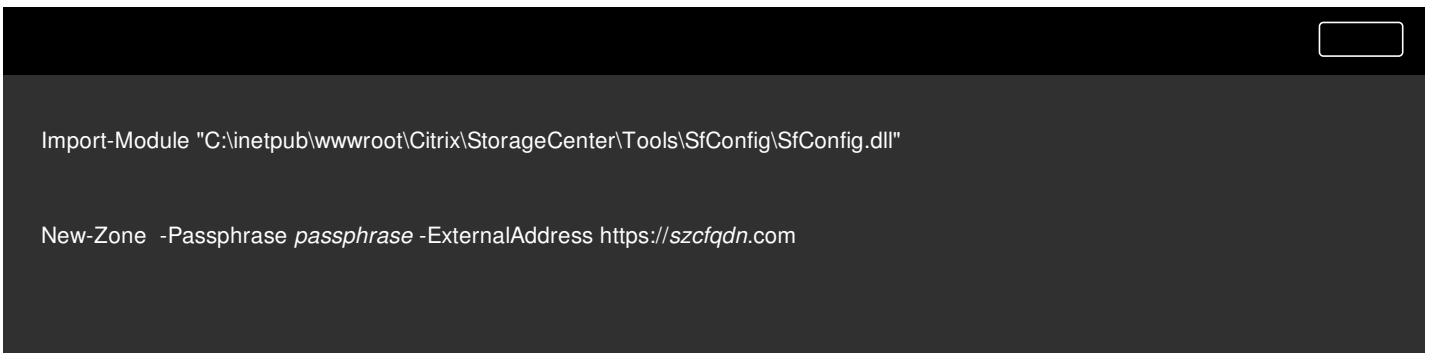 Import-Module "C:\inetpub\wwwroot\Citrix\StorageCenter\Tools\SfConfig\SfConfig.dll"
New-Zone -Passphrase passphrase -ExternalAddress https://szcfqdn.com